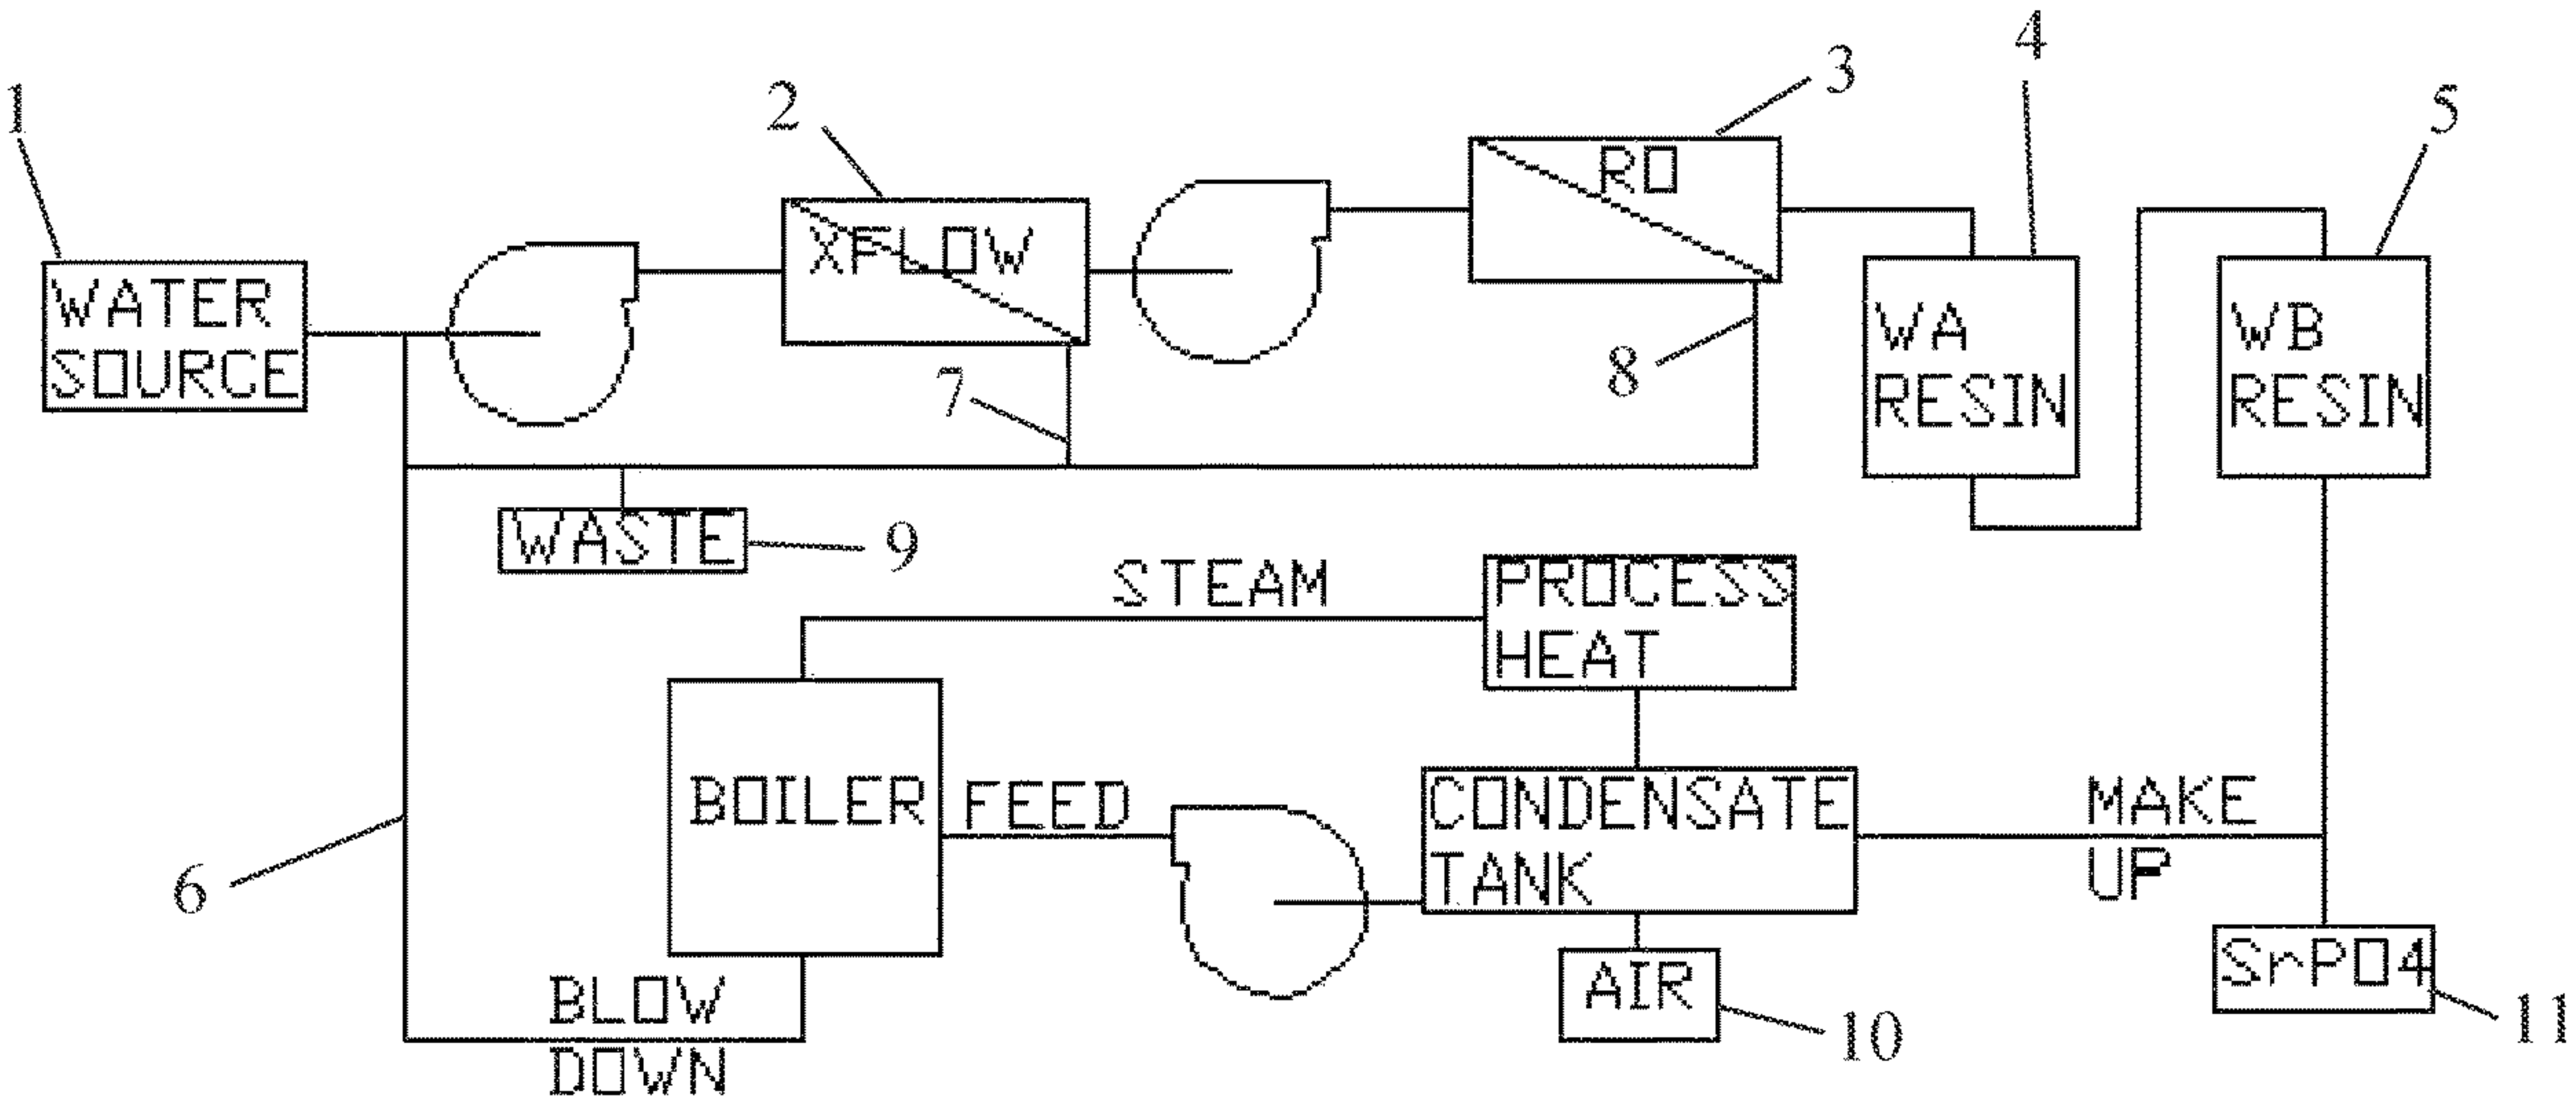 1
2
3
4
5
WATER
SOURCE
XFLOW
RO
WA
RESIN
WB
RESIN
7
8
WASTE
9
STEAM
PROCESS
HEAT
BOILER
FEED
CONDENSATE
TANK
MAKE
UP
6
BLOW
DOWN
AIR
10
SrPO4
11